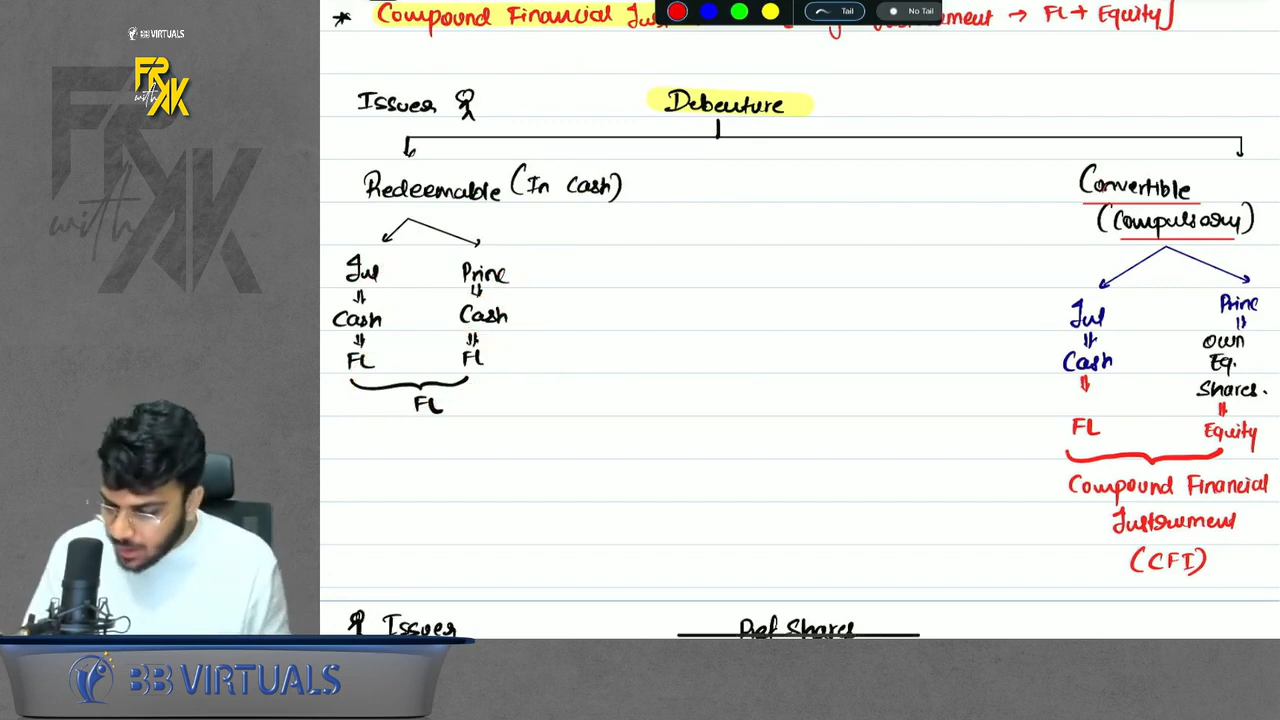 * Compound Financial → FL + Equity]
Tail
No Tail
BB VIRTUALS
FR
with
AK
Issuer
Debenture
Redeemable (In Cash)
Convertible
(Compulsory)
Int
Princ
Cash
Cash
FL
FL
FL
Int
Princ
Cash
Own
Eq.
Shares.
FL
Equity
Compound Financial
Instrument
(CFI)
Issuer
Pref Shares
BB VIRTUALS